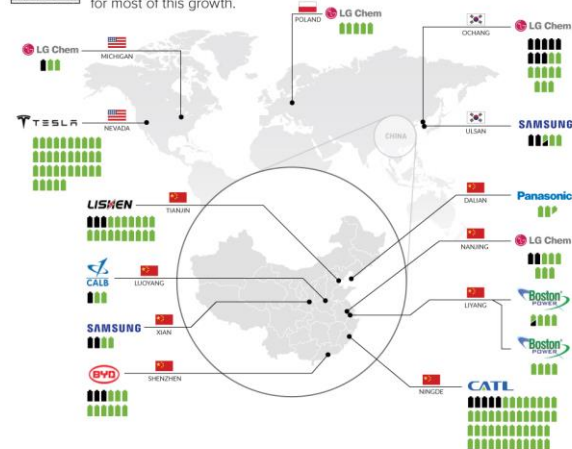 for most of this growth.
POLAND
LG Chem
OCHANG
LG Chem
LG Chem
MICHIGAN
TESLA
NEVADA
ULSAN
SAMSUNG
CHINA
LISHEN
TIANJIN
DALIAN
Panasonic
CALB
LUOYANG
NANJING
LG Chem
LIYANG
Boston
POWER
SAMSUNG
XIAN
Boston
POWER
BYD
SHENZHEN
NINGDE
CATL